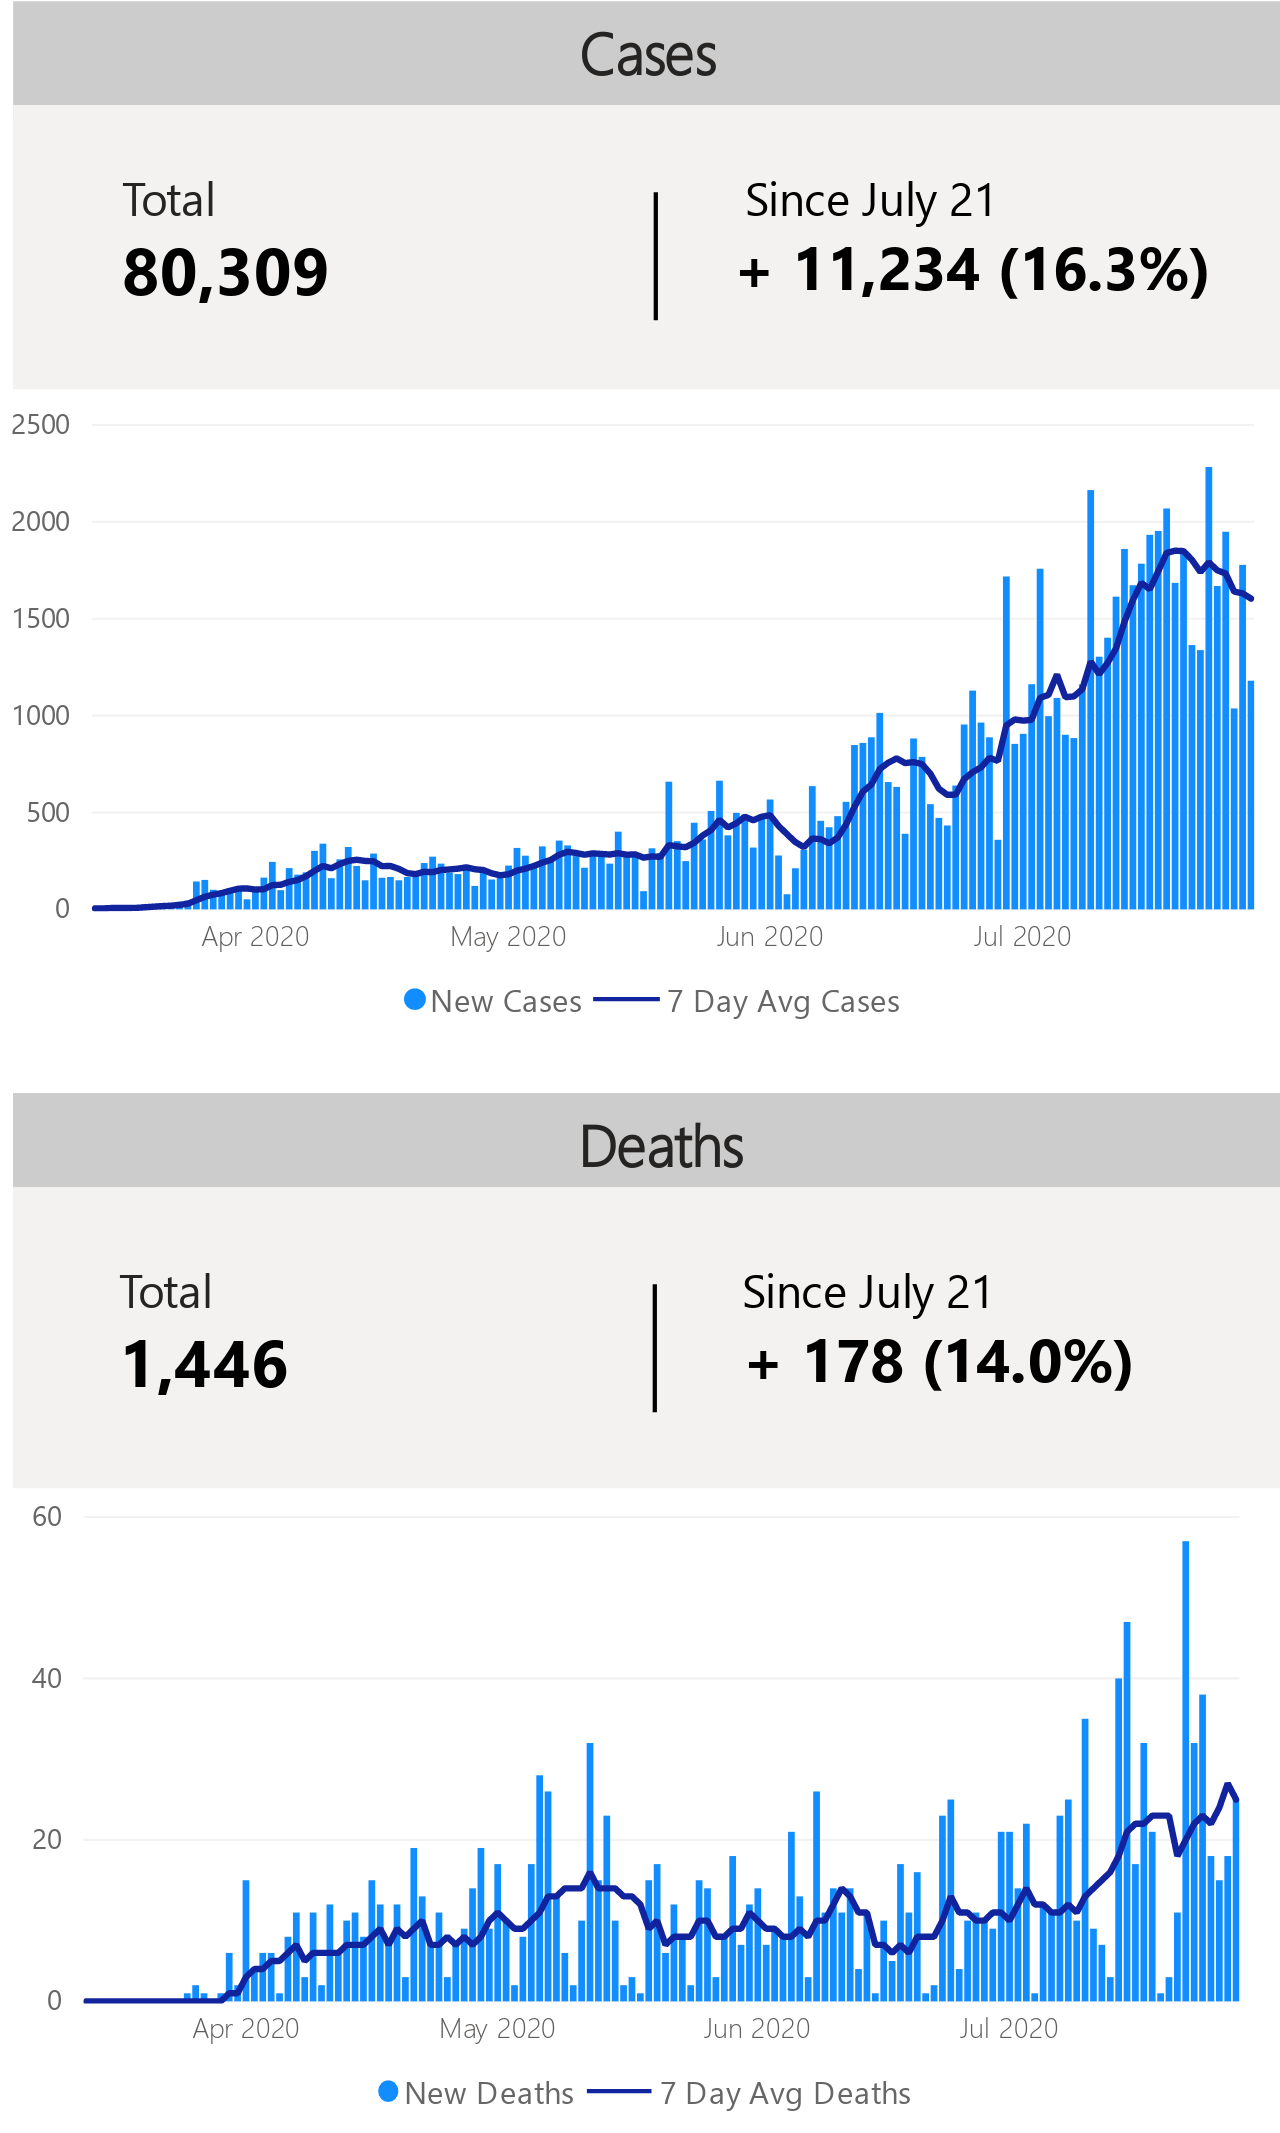 Cases
Total
80,309
Since July 21
+ 11,234 (16.3%)
2500
2000
1500
1000
500
0
Apr 2020
May 2020
Jun 2020
Jul 2020
New Cases
7 Day Avg Cases
Deaths
Total
1,446
Since July 21
+ 178 (14.0%)
60
40
20
0
Apr 2020
May 2020
Jun 2020
Jul 2020
New Deaths
7 Day Avg Deaths